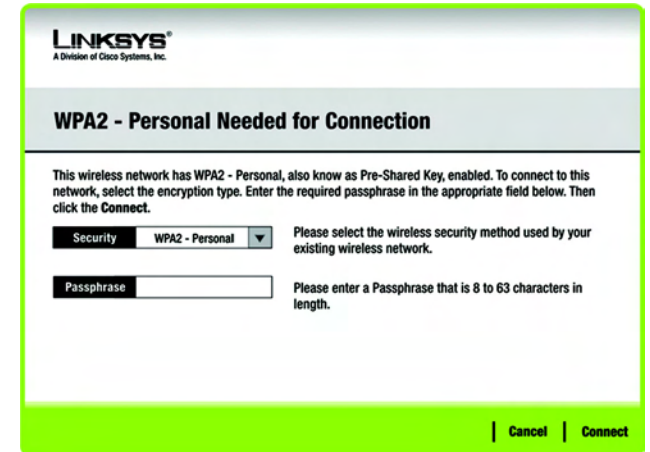 LINKSYS®
A Division of Cisco Systems, Inc.
WPA2 - Personal Needed for Connection
This wireless network has WPA2 - Personal, also know as Pre-Shared Key, enabled. To connect to this
network, select the encryption type. Enter the required passphrase in the appropriate field below. Then
click the Connect.
Security WPA2 - Personal Please select the wireless security method used by your
existing wireless network.
Passphrase Please enter a Passphrase that is 8 to 63 characters in
length.
Cancel Connect